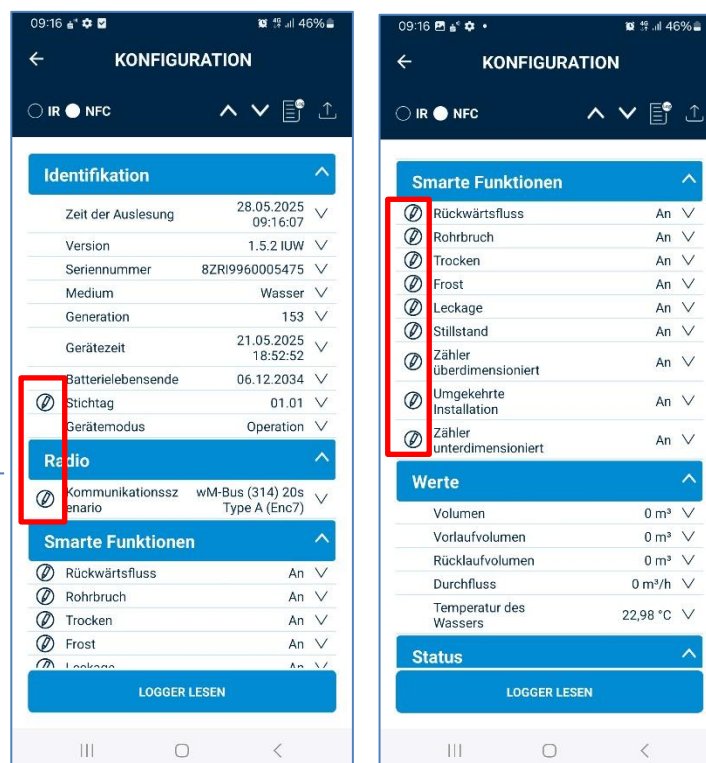 09:16 46%
KONFIGURATION
IR NFC
Identifikation
Zeit der Auslesung 28.05.2025
09:16:07
Version 1.5.2 IUW
Seriennummer 8ZRI9960005475
Medium Wasser
Generation 153
Gerätezeit 21.05.2025
18:52:52
Batterielebensende 06.12.2034
Stichtag 01.01
Gerätemodus Operation
Radio
Kommunikationssz wM-Bus (314) 20s
enario Type A (Enc7)
Smarte Funktionen
Rückwärtsfluss An
Rohrbruch An
Trocken An
Frost An
Leckage An
LOGGER LESEN
09:16 46%
KONFIGURATION
IR NFC
Smarte Funktionen
Rückwärtsfluss An
Rohrbruch An
Trocken An
Frost An
Leckage An
Stillstand An
Zähler
überdimensioniert An
Umgekehrte
Installation An
Zähler
unterdimensioniert An
Werte
Volumen 0 m³
Vorlaufvolumen 0 m³
Rücklaufvolumen 0 m³
Durchfluss 0 m³/h
Temperatur des
Wassers 22,98 °C
Status
LOGGER LESEN